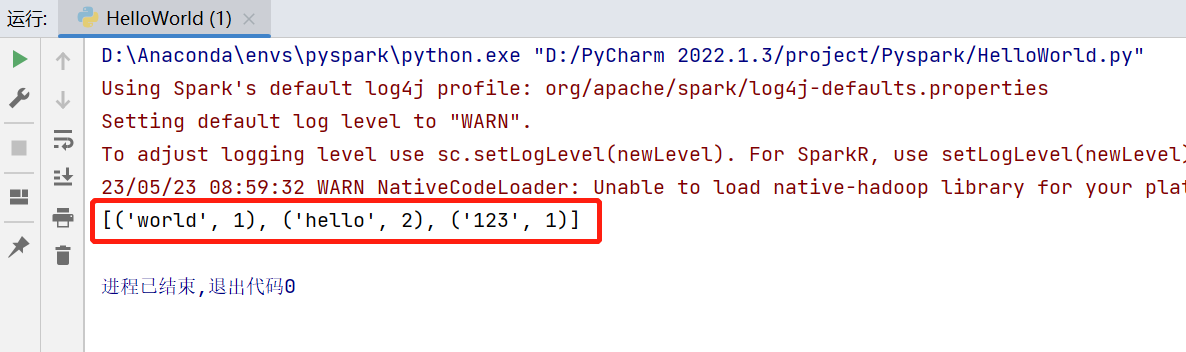 运行: HelloWorld (1)
D:\Anaconda\envs\pyspark\python.exe "D:/PyCharm 2022.1.3/project/Pyspark/HelloWorld.py"
Using Spark's default log4j profile: org/apache/spark/log4j-defaults.properties
Setting default log level to "WARN".
To adjust logging level use sc.setLogLevel(newLevel). For SparkR, use setLogLevel(newLevel)
23/05/23 08:59:32 WARN NativeCodeLoader: Unable to load native-hadoop library for your plat
[('world', 1), ('hello', 2), ('123', 1)]
进程已结束,退出代码0